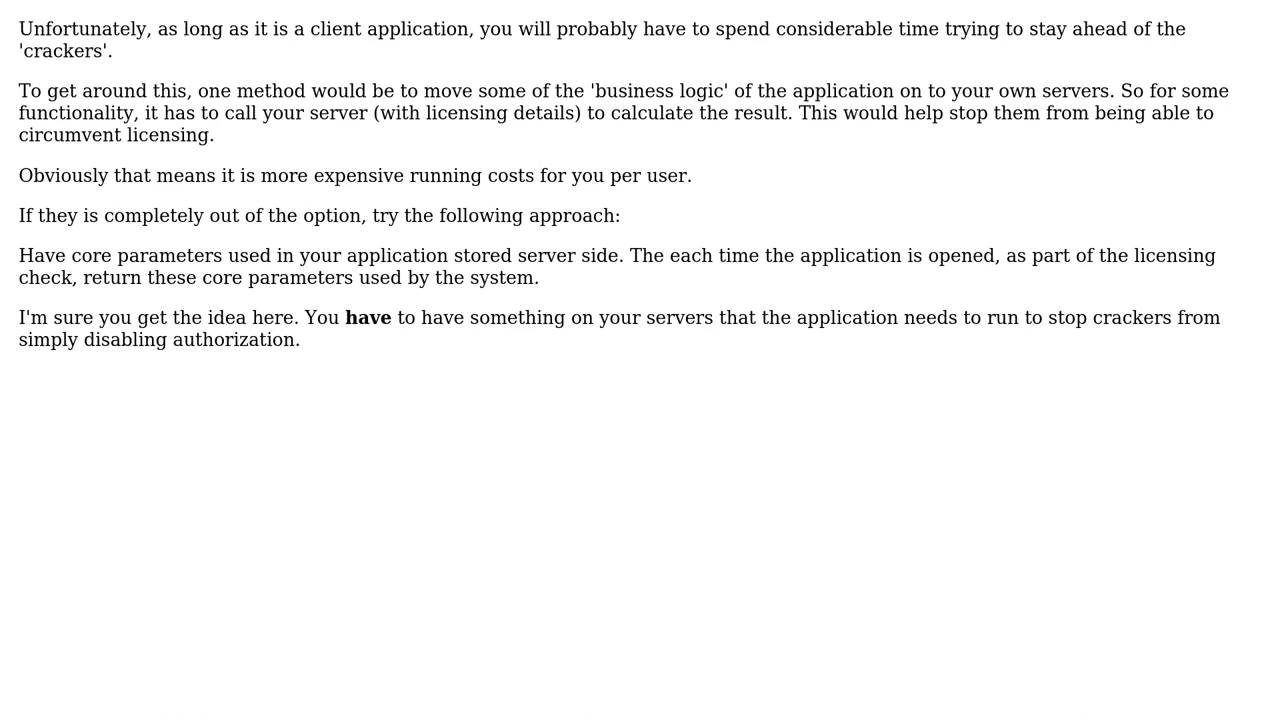 Unfortunately, as long as it is a client application, you will probably have to spend considerable time trying to stay ahead of the
'crackers'.
To get around this, one method would be to move some of the 'business logic' of the application on to your own servers. So for some
functionality, it has to call your server (with licensing details) to calculate the result. This would help stop them from being able to
circumvent licensing.
Obviously that means it is more expensive running costs for you per user.
If they is completely out of the option, try the following approach:
Have core parameters used in your application stored server side. The each time the application is opened, as part of the licensing
check, return these core parameters used by the system.
I'm sure you get the idea here. You have to have something on your servers that the application needs to run to stop crackers from
simply disabling authorization.